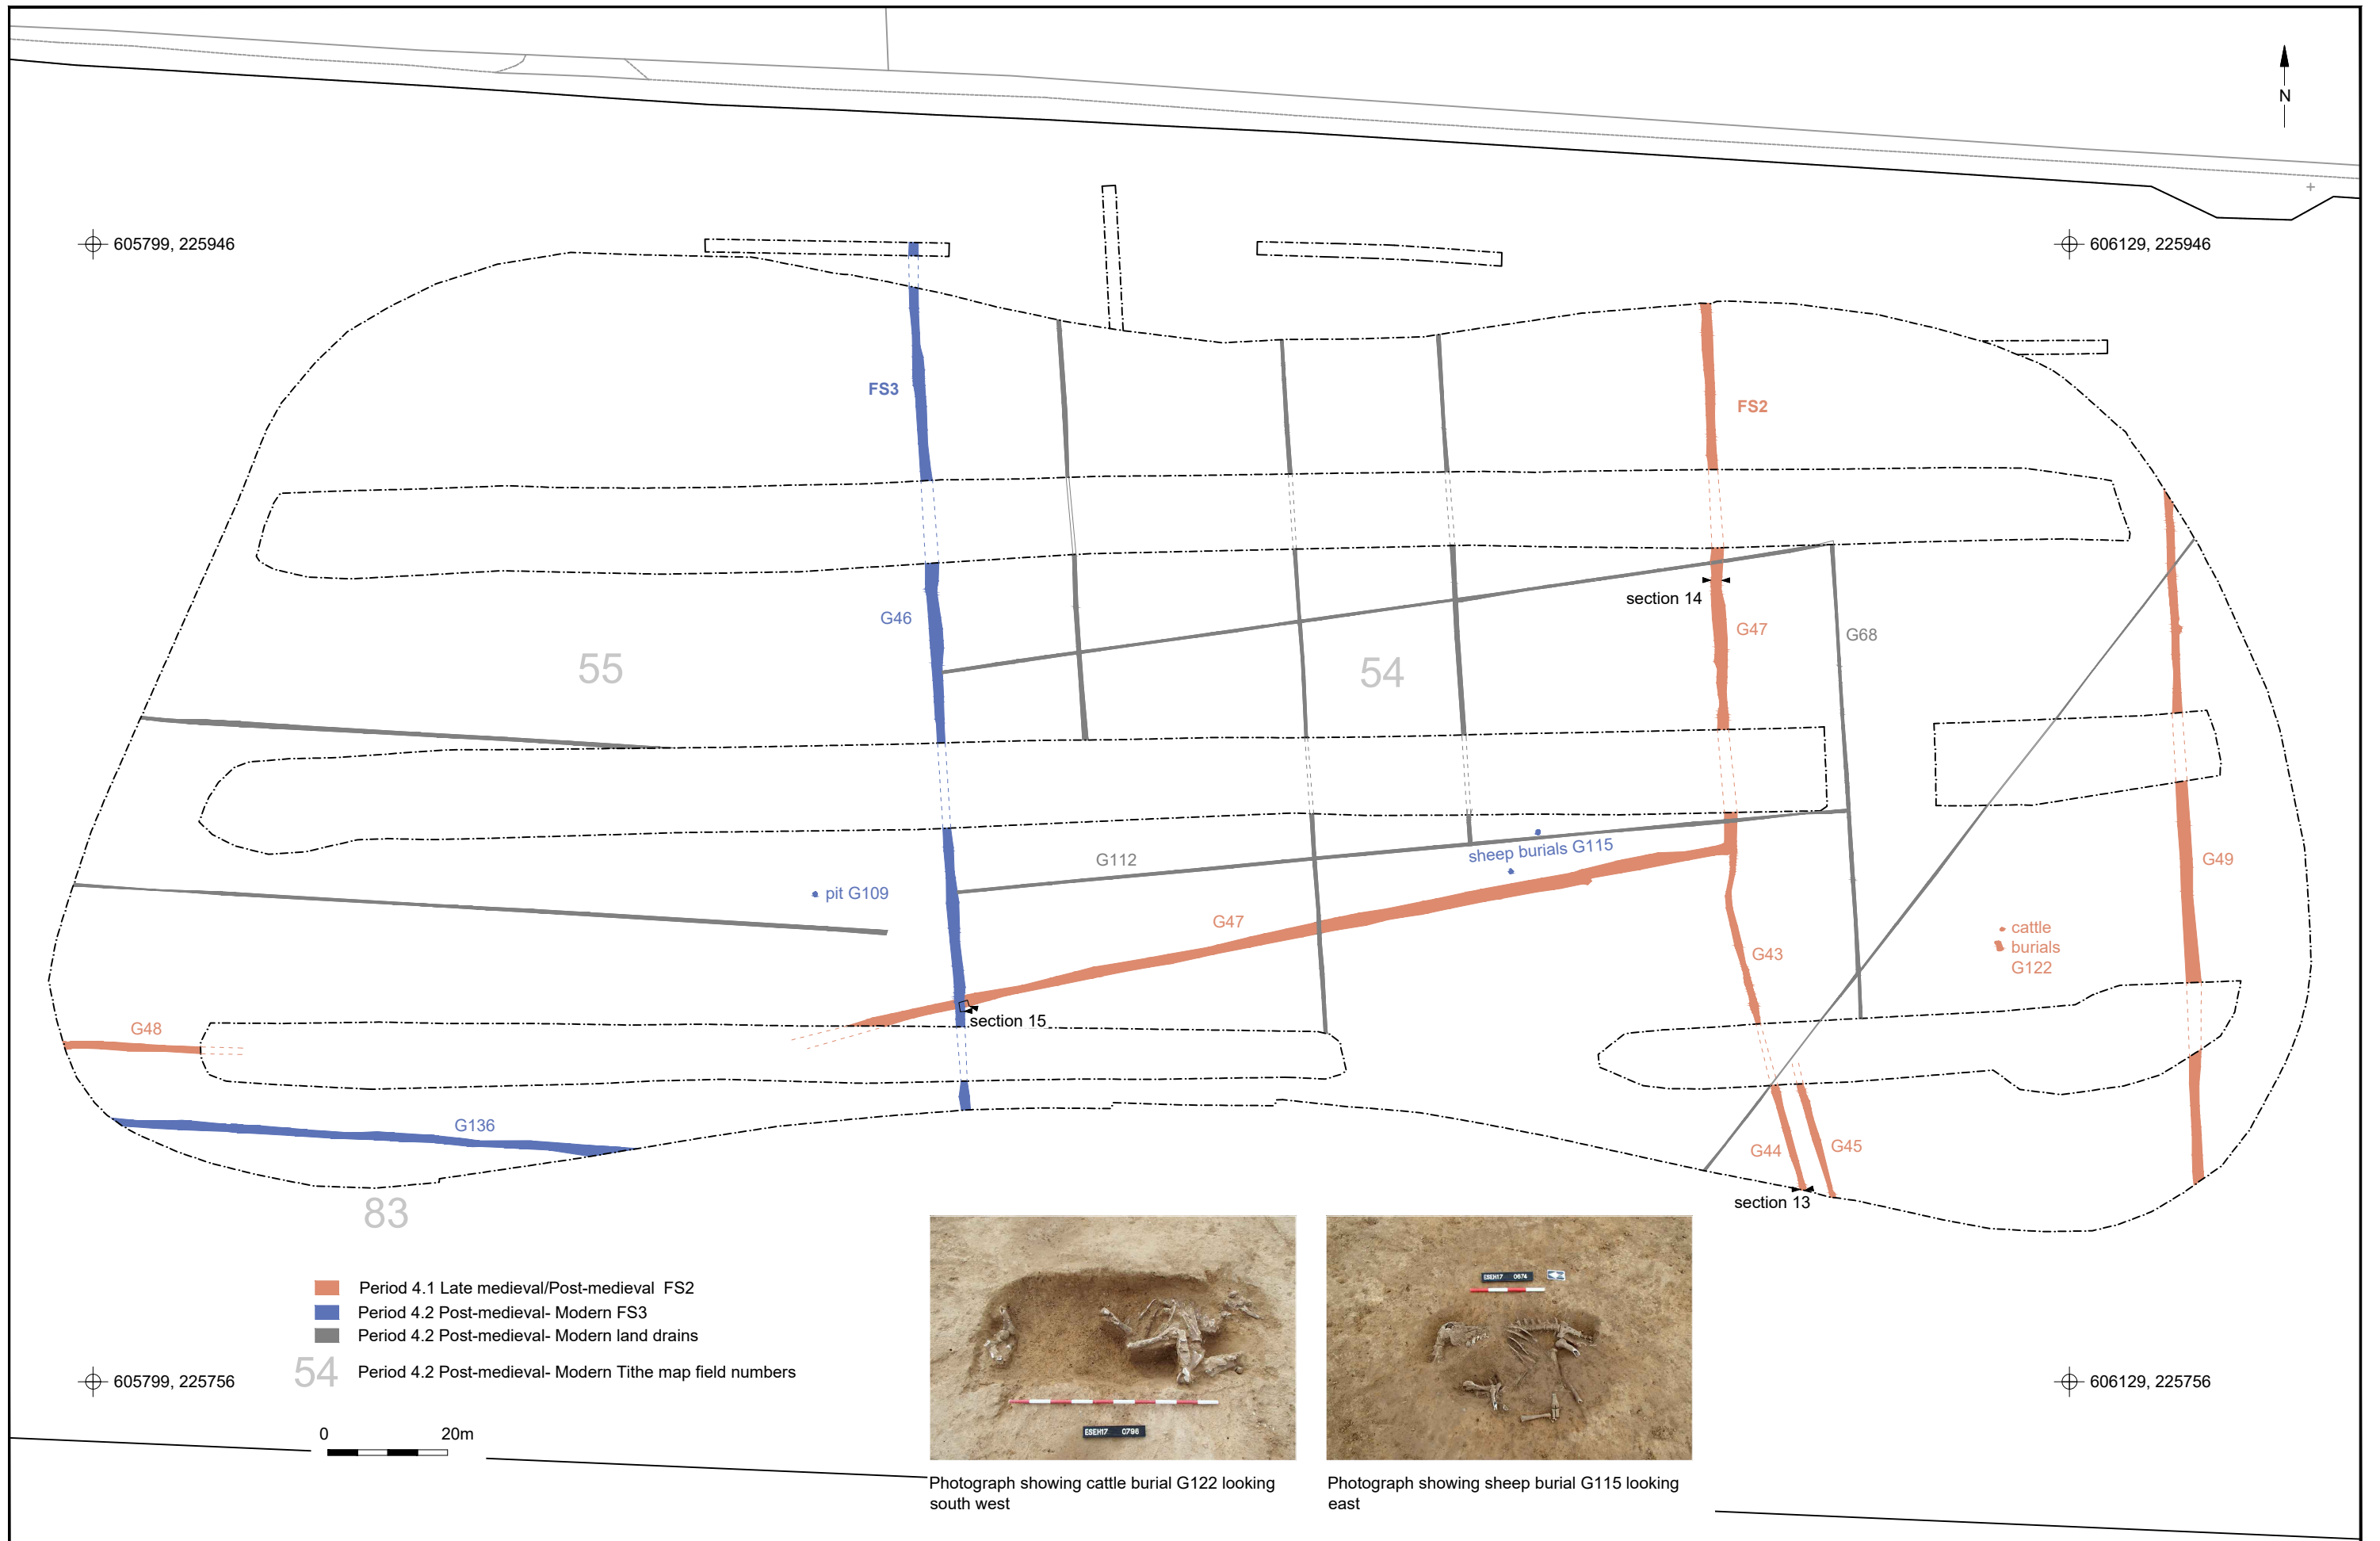 N
605799, 225946
606129, 225946
FS3
FS2
section 14
G46
G47
G68
55
54
sheep burials G115
G112
G49
pit G109
G47
cattle
burials
G122
G43
section 15
G48
G136
G44
G45
section 13
83
Period 4.1 Late medieval/Post-medieval FS2
Period 4.2 Post-medieval- Modern FS3
Period 4.2 Post-medieval- Modern land drains
54 Period 4.2 Post-medieval- Modern Tithe map field numbers
605799, 225756
606129, 225756
0 20m
ESEH17 0798
ESEH17 0674
Photograph showing cattle burial G122 looking
south west
Photograph showing sheep burial G115 looking
east